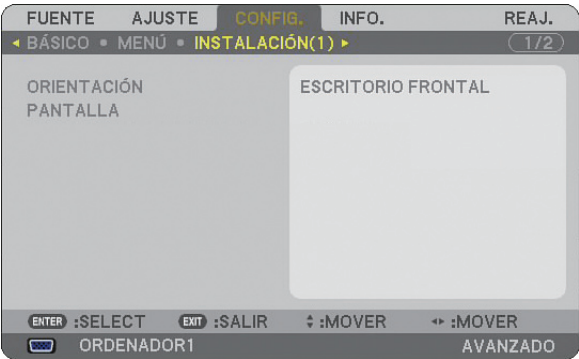 FUENTE AJUSTE CONFIG. INFO. REAJ.
◂ BÁSICO • MENÚ • INSTALACIÓN(1) ▸ 1/2
ORIENTACIÓN ESCRITORIO FRONTAL
PANTALLA
ENTER :SELECT EXIT :SALIR :MOVER :MOVER
ORDENADOR1 AVANZADO